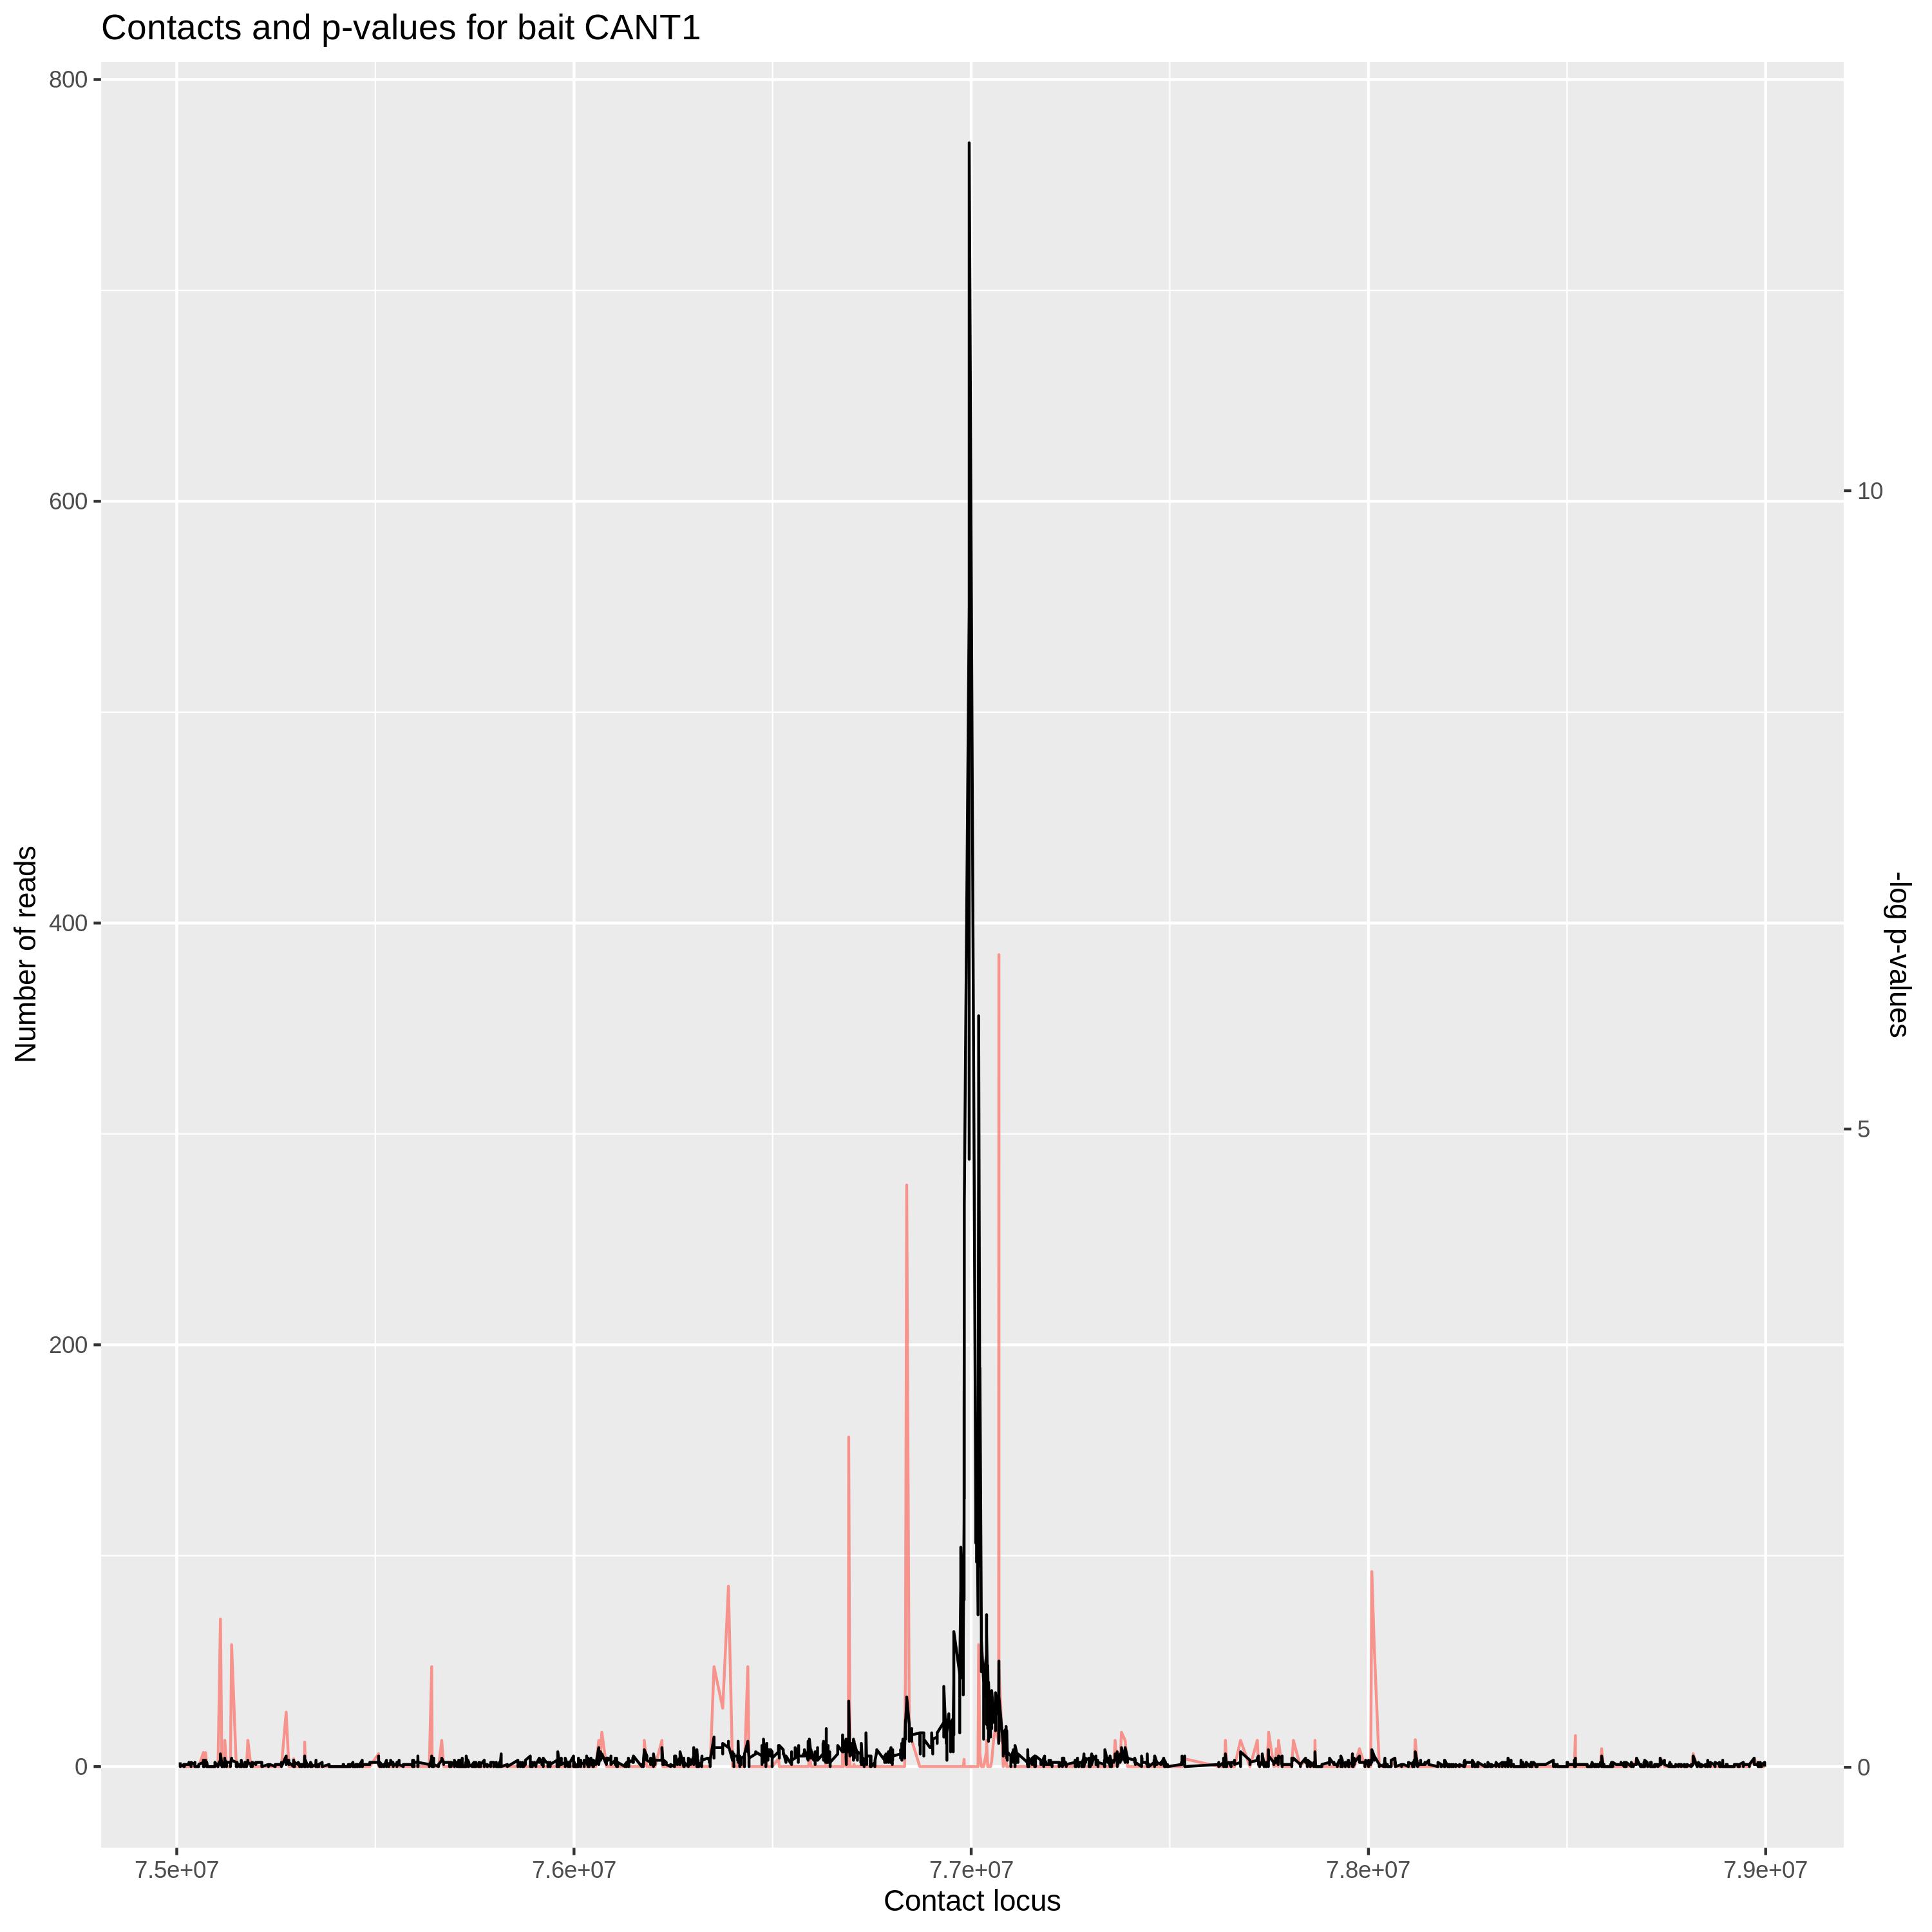 Contacts and p-values for bait CANT1
800
600
400
200
0
Number of reads
10
5
0
-log p-values
7.5e+07
7.6e+07
7.7e+07
7.8e+07
7.9e+07
Contact locus